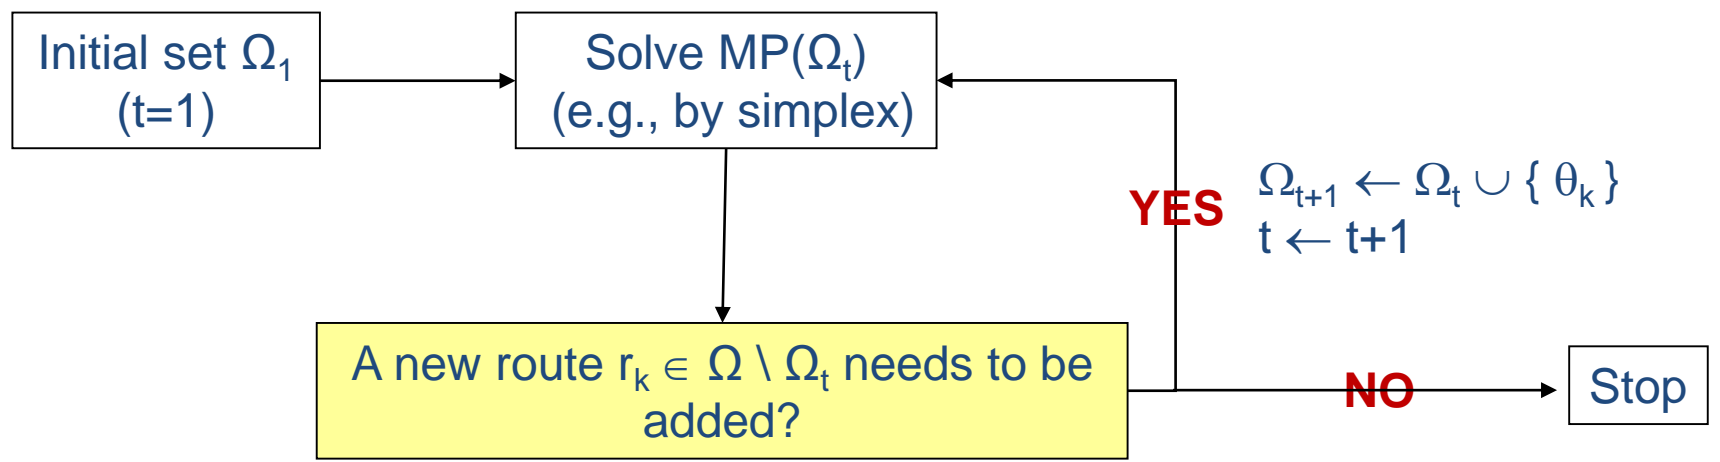 Initial set Ω₁
(t=1)
Solve MP(Ωₜ)
(e.g., by simplex)
YES
Ωₜ₊₁ ← Ωₜ ∪ { θₖ }
t ← t+1
A new route rₖ ∈ Ω \ Ωₜ needs to be
added?
NO
Stop